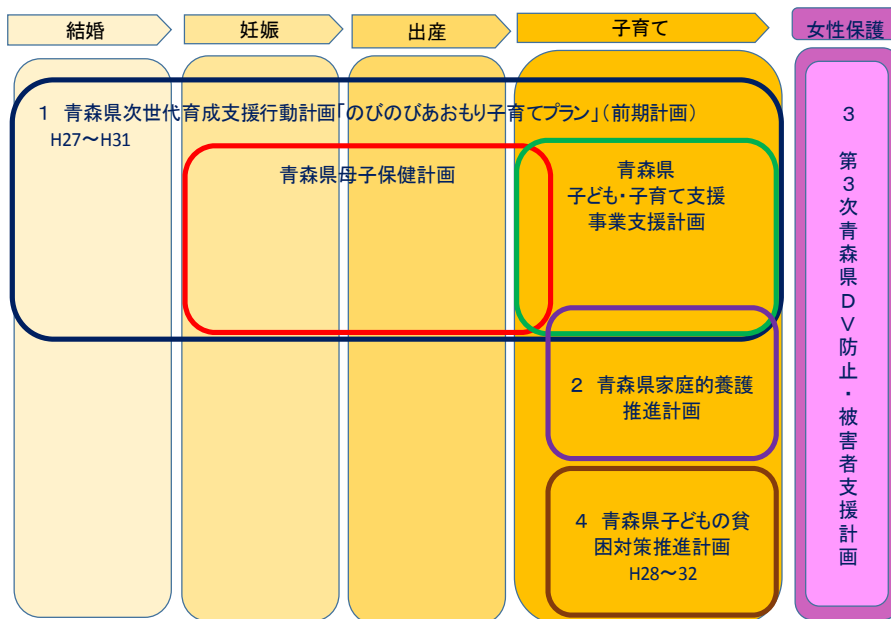 結婚
妊娠
出産
子育て
女性保護
1 青森県次世代育成支援行動計画「のびのびあおもり子育てプラン」（前期計画）
H27～H31
青森県母子保健計画
青森県
子ども・子育て支援
事業支援計画
2 青森県家庭的養護
推進計画
4 青森県子どもの貧
困対策推進計画
H28～32
3 第3次青森県DV防止・被害者支援計画